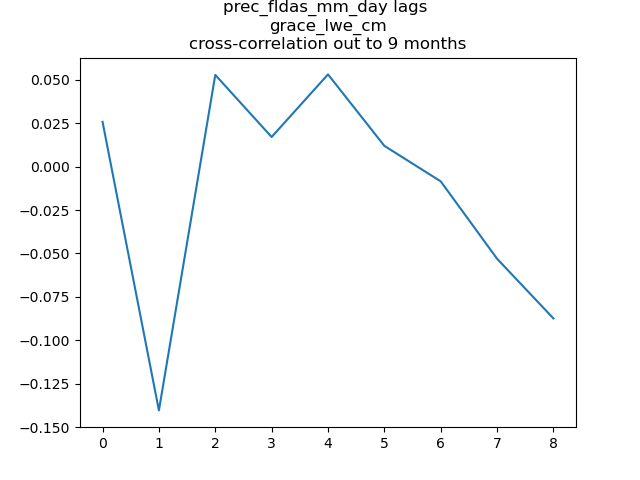 prec_fldas_mm_day lags
grace_lwe_cm
cross-correlation out to 9 months
0.050
0.025
0.000
−0.025
−0.050
−0.075
−0.100
−0.125
−0.150
0 1 2 3 4 5 6 7 8